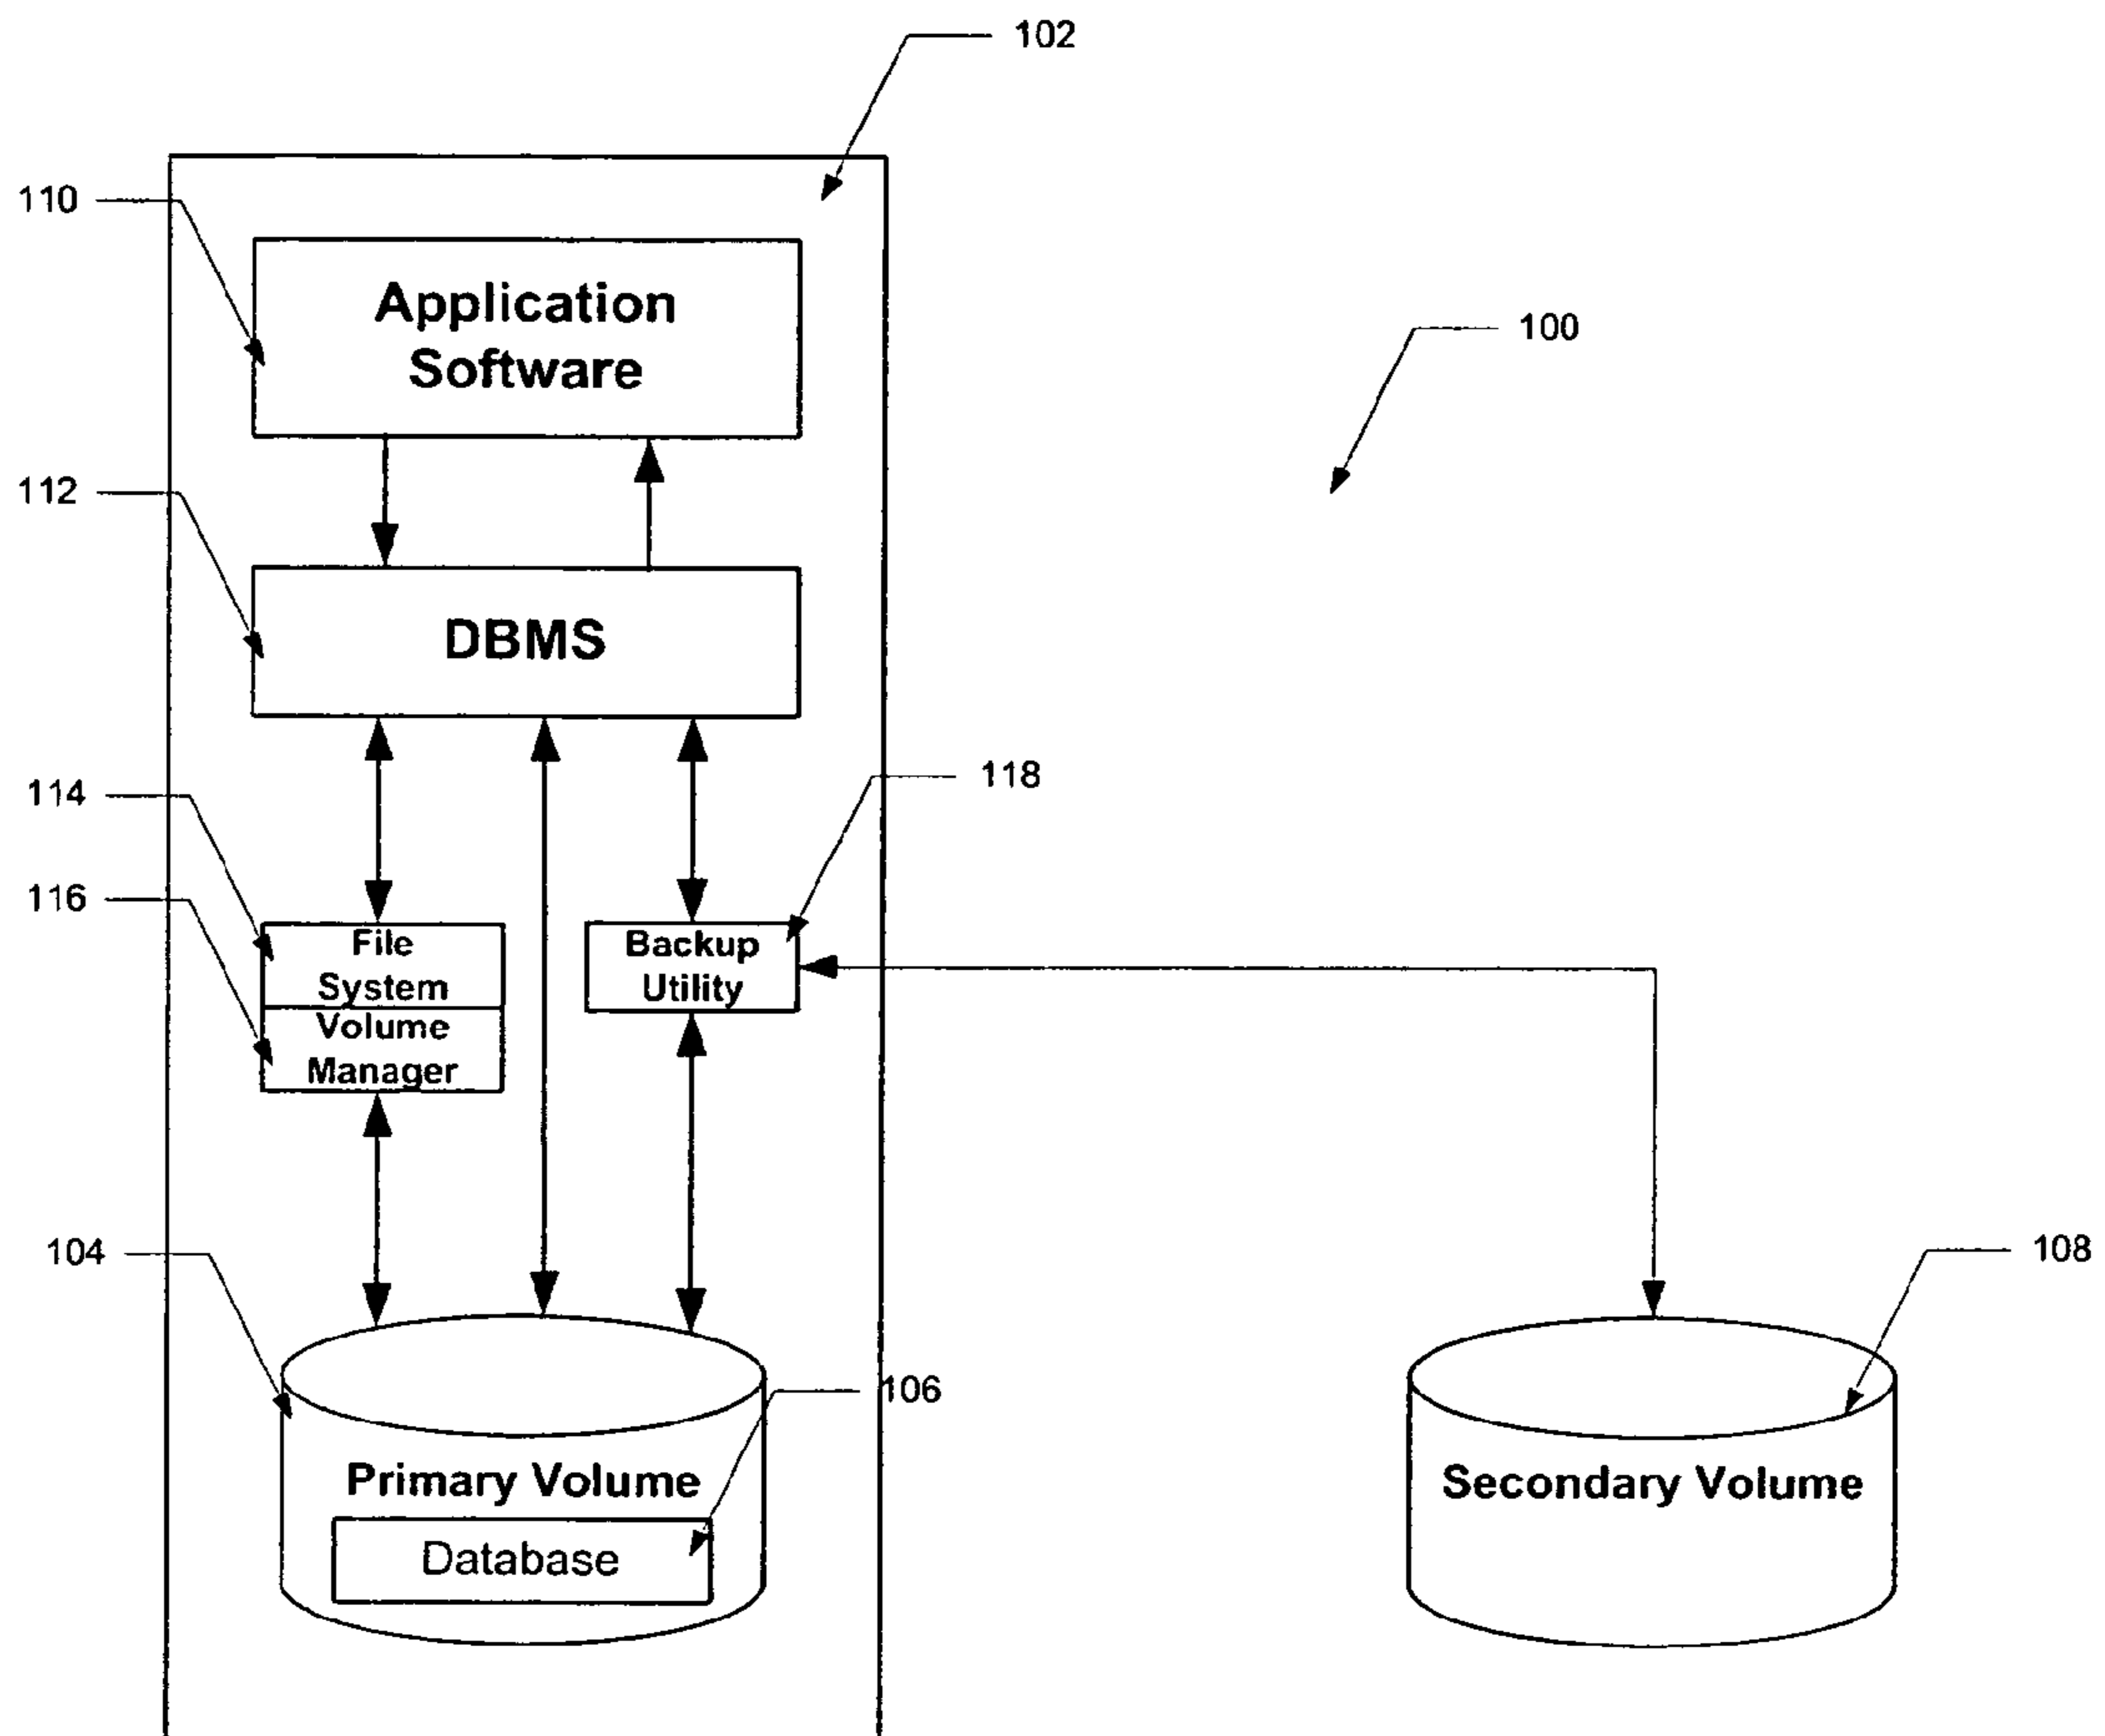 102
110
Application
Software
100
112
DBMS
118
114
116
File
System
Backup
Utility
Volume
Manager
104
108
106
Primary Volume
Secondary Volume
Database